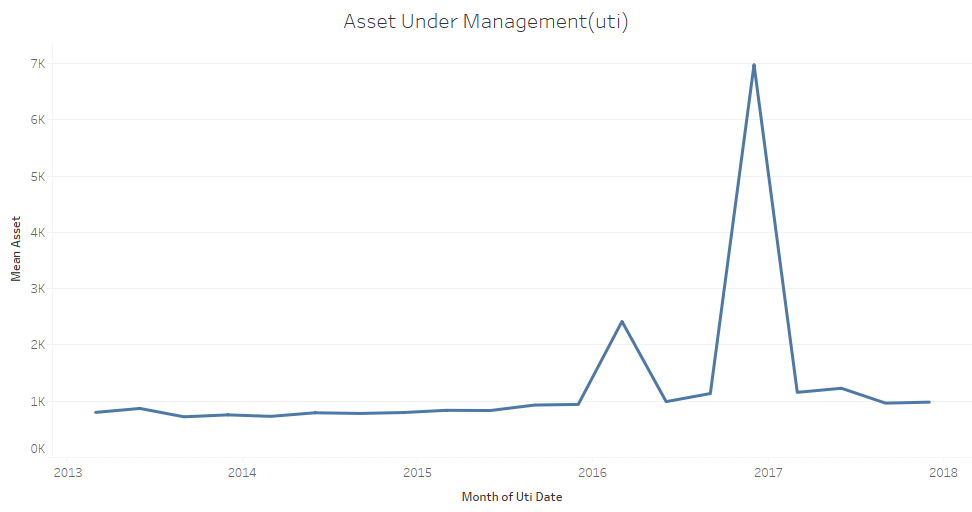 Asset Under Management(uti)
7K
6K
5K
4K
3K
2K
1K
0K
Mean Asset
2013 2014 2015 2016 2017 2018
Month of Uti Date